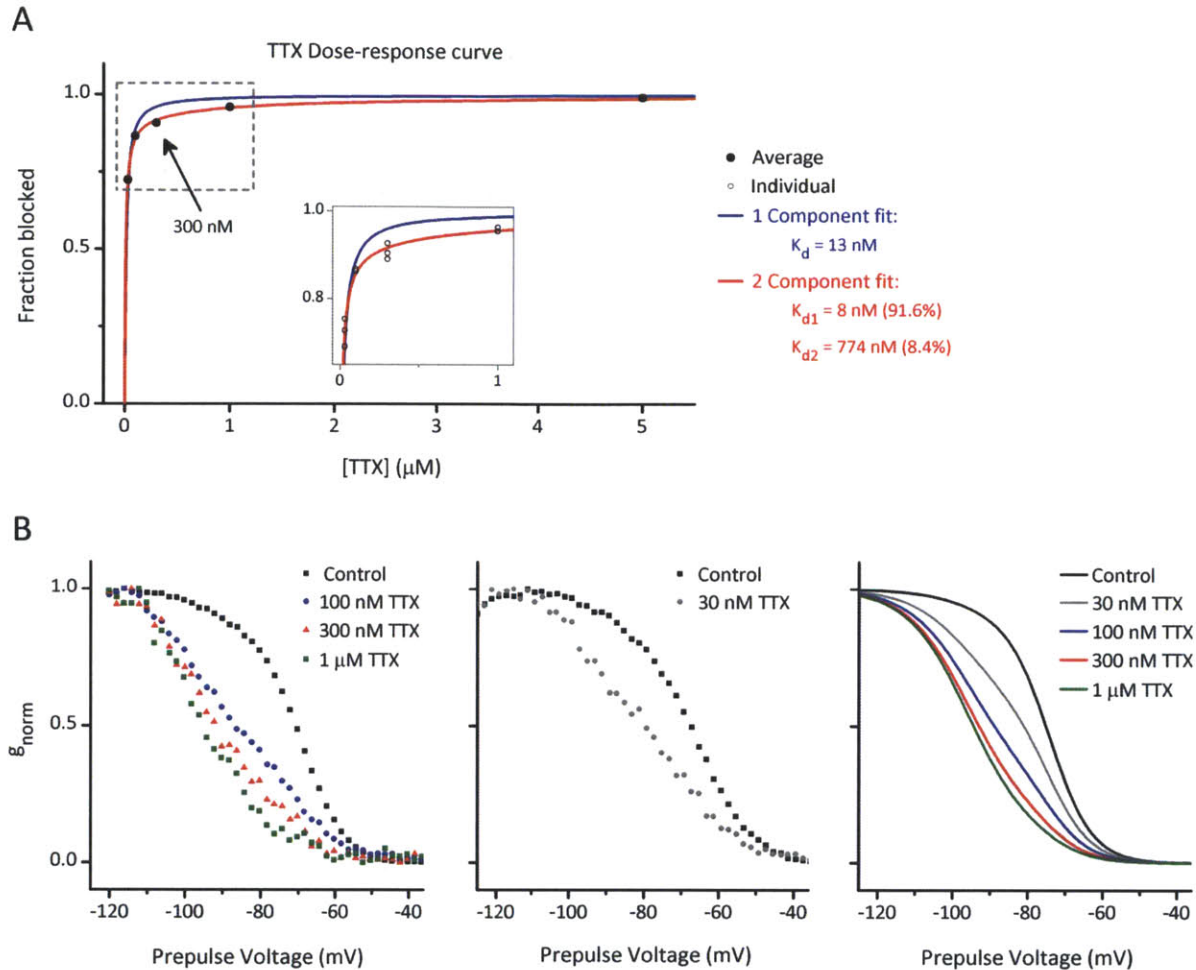 A
TTX Dose-response curve
1.0
0.5
0.0
Fraction blocked
300 nM
1.0
0.8
0 1
0 1 2 3 4 5
[TTX] (μM)
Average
Individual
1 Component fit:
Kd = 13 nM
2 Component fit:
Kd1 = 8 nM (91.6%)
Kd2 = 774 nM (8.4%)
B
1.0
0.5
0.0
gnorm
Control
100 nM TTX
300 nM TTX
1 μM TTX
-120 -100 -80 -60 -40
Prepulse Voltage (mV)
Control
30 nM TTX
-120 -100 -80 -60 -40
Prepulse Voltage (mV)
Control
30 nM TTX
100 nM TTX
300 nM TTX
1 μM TTX
-120 -100 -80 -60 -40
Prepulse Voltage (mV)